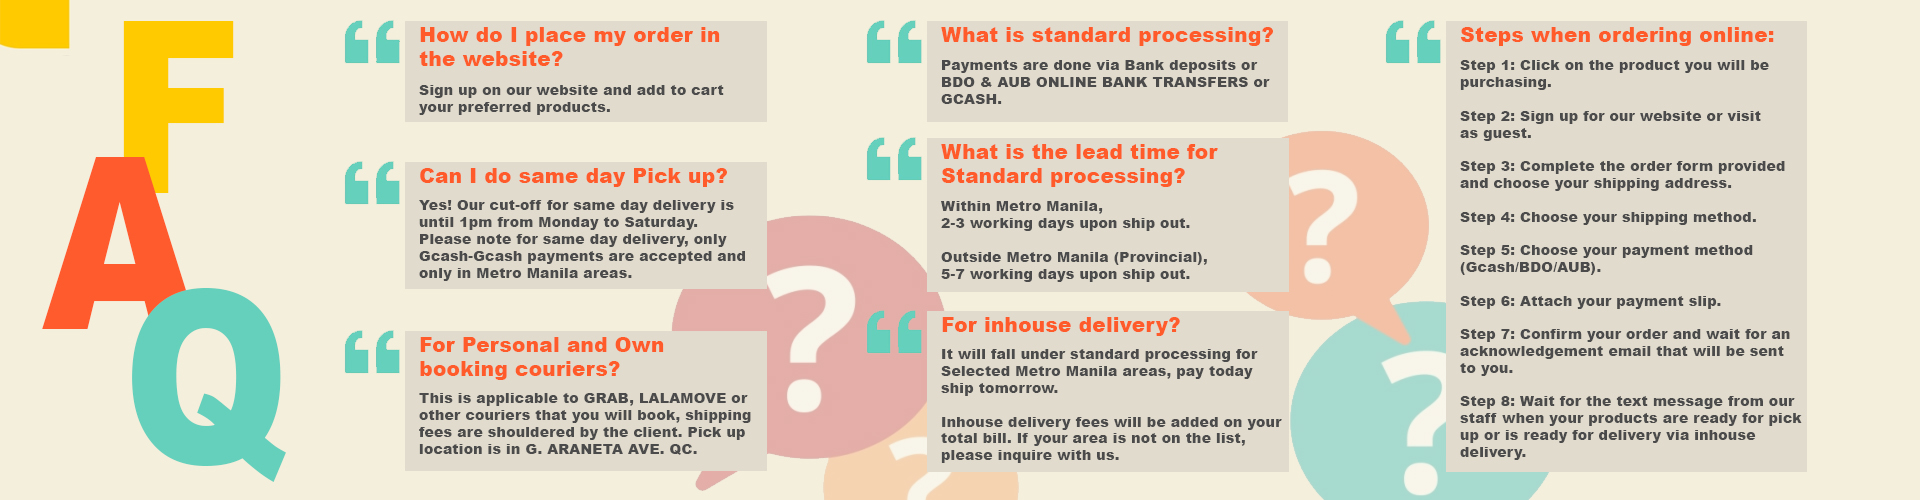 FAQ
How do I place my order in
the website?
Sign up on our website and add to cart
your preferred products.
Can I do same day Pick up?
Yes! Our cut-off for same day delivery is
until 1pm from Monday to Saturday.
Please note for same day delivery, only
Gcash-Gcash payments are accepted and
only in Metro Manila areas.
For Personal and Own
booking couriers?
This is applicable to GRAB, LALAMOVE or
other couriers that you will book, shipping
fees are shouldered by the client. Pick up
location is in G. ARANETA AVE. QC.
What is standard processing?
Payments are done via Bank deposits or
BDO & AUB ONLINE BANK TRANSFERS or
GCASH.
What is the lead time for
Standard processing?
Within Metro Manila,
2-3 working days upon ship out.
Outside Metro Manila (Provincial),
5-7 working days upon ship out.
For inhouse delivery?
It will fall under standard processing for
Selected Metro Manila areas, pay today
ship tomorrow.
Inhouse delivery fees will be added on your
total bill. If your area is not on the list,
please inquire with us.
Steps when ordering online:
Step 1: Click on the product you will be
purchasing.
Step 2: Sign up for our website or visit
as guest.
Step 3: Complete the order form provided
and choose your shipping address.
Step 4: Choose your shipping method.
Step 5: Choose your payment method
(Gcash/BDO/AUB).
Step 6: Attach your payment slip.
Step 7: Confirm your order and wait for an
acknowledgement email that will be sent
to you.
Step 8: Wait for the text message from our
staff when your products are ready for pick
up or is ready for delivery via inhouse
delivery.